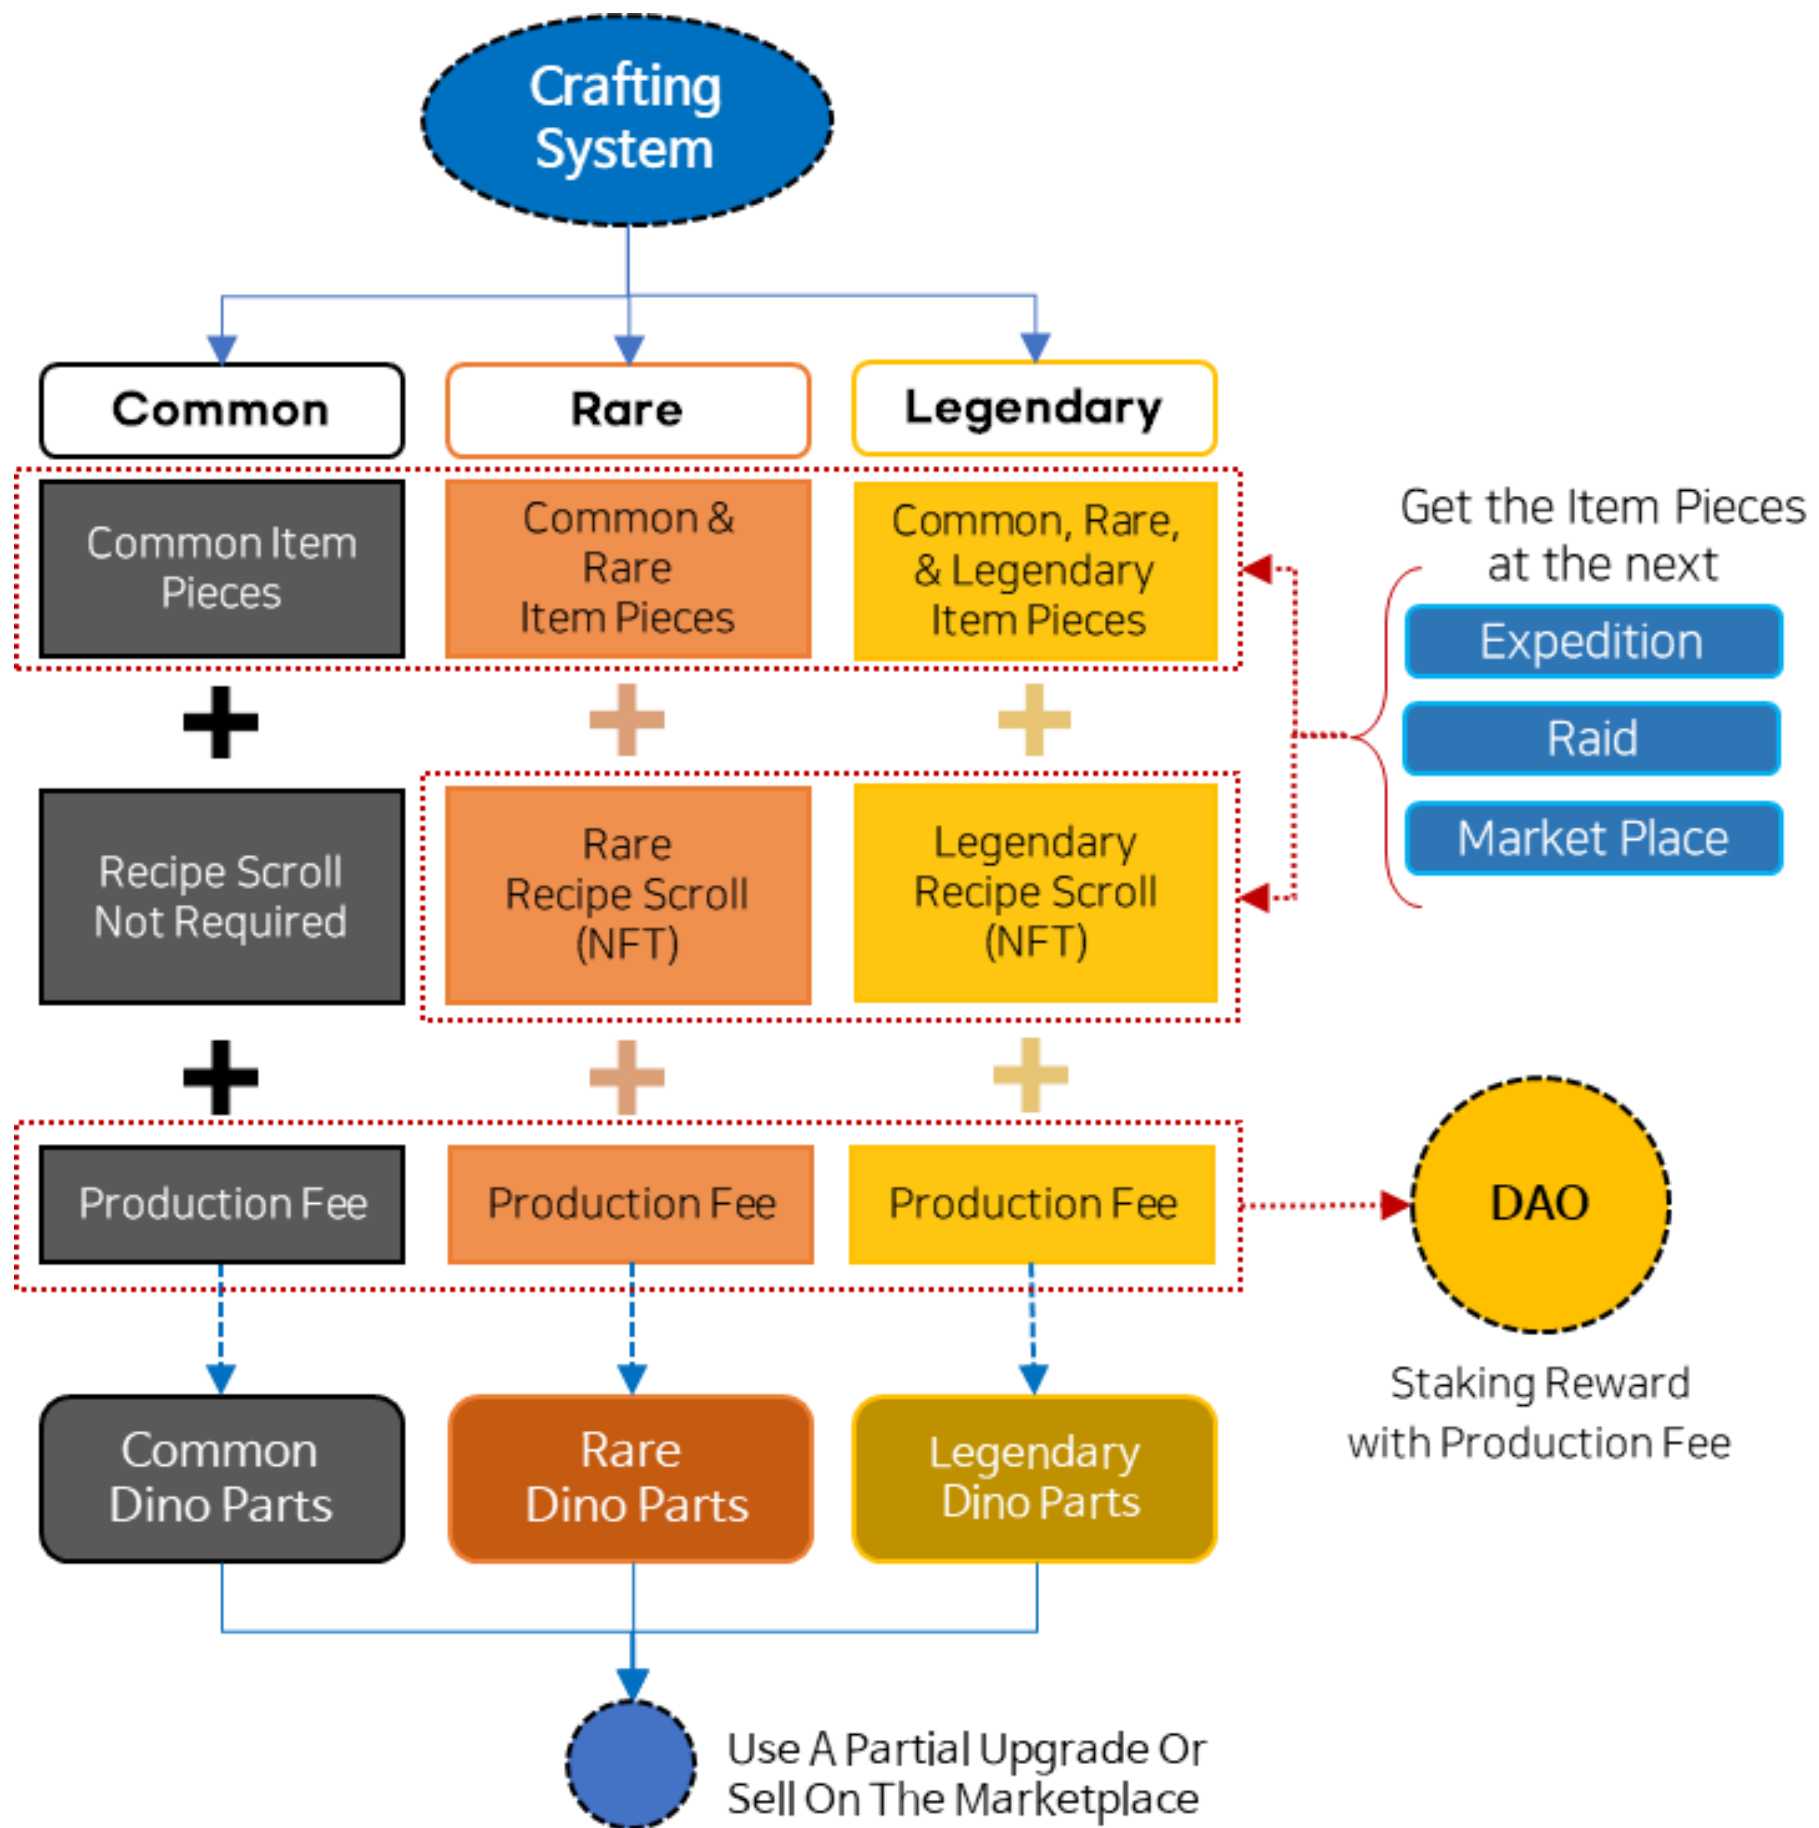 Crafting
System
Common
Rare
Legendary
Common Item
Pieces
Common &
Rare
Item Pieces
Common, Rare,
& Legendary
Item Pieces
Get the Item Pieces
at the next
Expedition
Raid
Market Place
Recipe Scroll
Not Required
Rare
Recipe Scroll
(NFT)
Legendary
Recipe Scroll
(NFT)
Production Fee
Production Fee
Production Fee
DAO
Staking Reward
with Production Fee
Common
Dino Parts
Rare
Dino Parts
Legendary
Dino Parts
Use A Partial Upgrade Or
Sell On The Marketplace